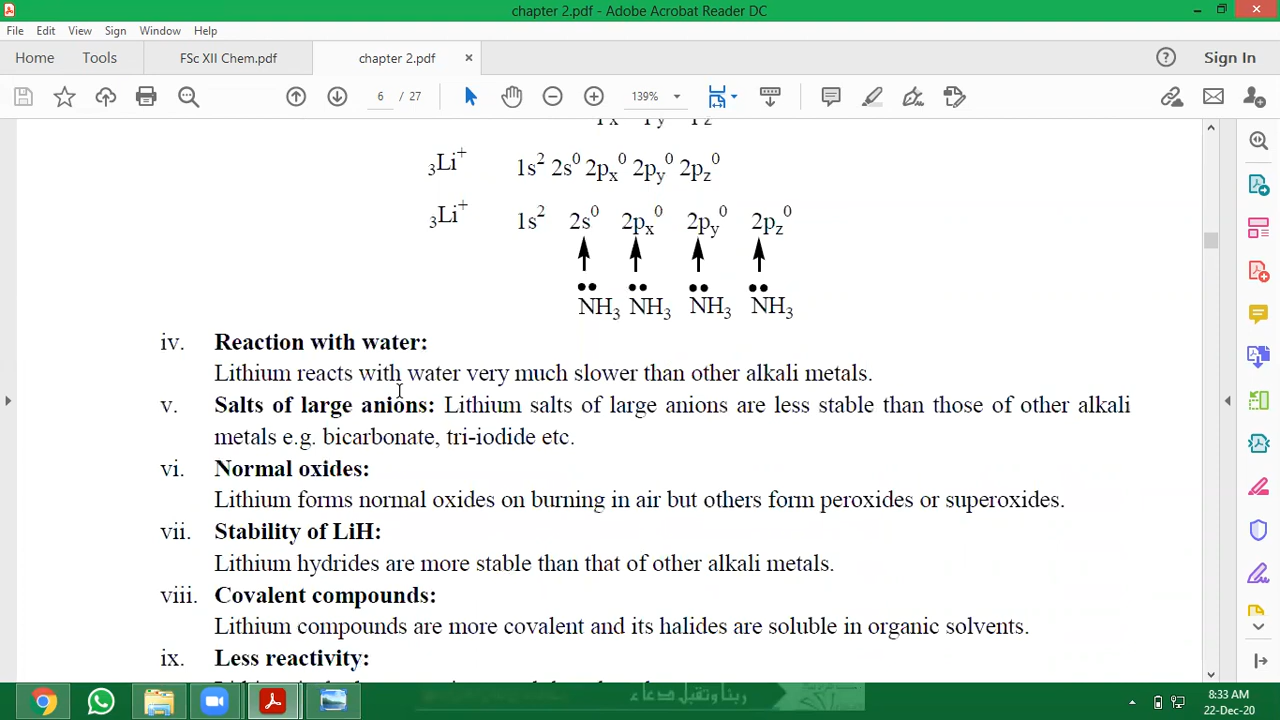 chapter 2.pdf - Adobe Acrobat Reader DC
File Edit View Sign Window Help
Home Tools FSc XII Chem.pdf chapter 2.pdf × Sign In
6 / 27 139%
₃Li⁺ 1s² 2s⁰ 2pₓ⁰ 2pᵧ⁰ 2p_z⁰
₃Li⁺ 1s² 2s⁰ 2pₓ⁰ 2pᵧ⁰ 2p_z⁰
NH₃ NH₃ NH₃ NH₃
iv. Reaction with water:
Lithium reacts with water very much slower than other alkali metals.
v. Salts of large anions: Lithium salts of large anions are less stable than those of other alkali
metals e.g. bicarbonate, tri-iodide etc.
vi. Normal oxides:
Lithium forms normal oxides on burning in air but others form peroxides or superoxides.
vii. Stability of LiH:
Lithium hydrides are more stable than that of other alkali metals.
viii. Covalent compounds:
Lithium compounds are more covalent and its halides are soluble in organic solvents.
ix. Less reactivity:
ربنا وتقبل دعاء
8:33 AM
22-Dec-20